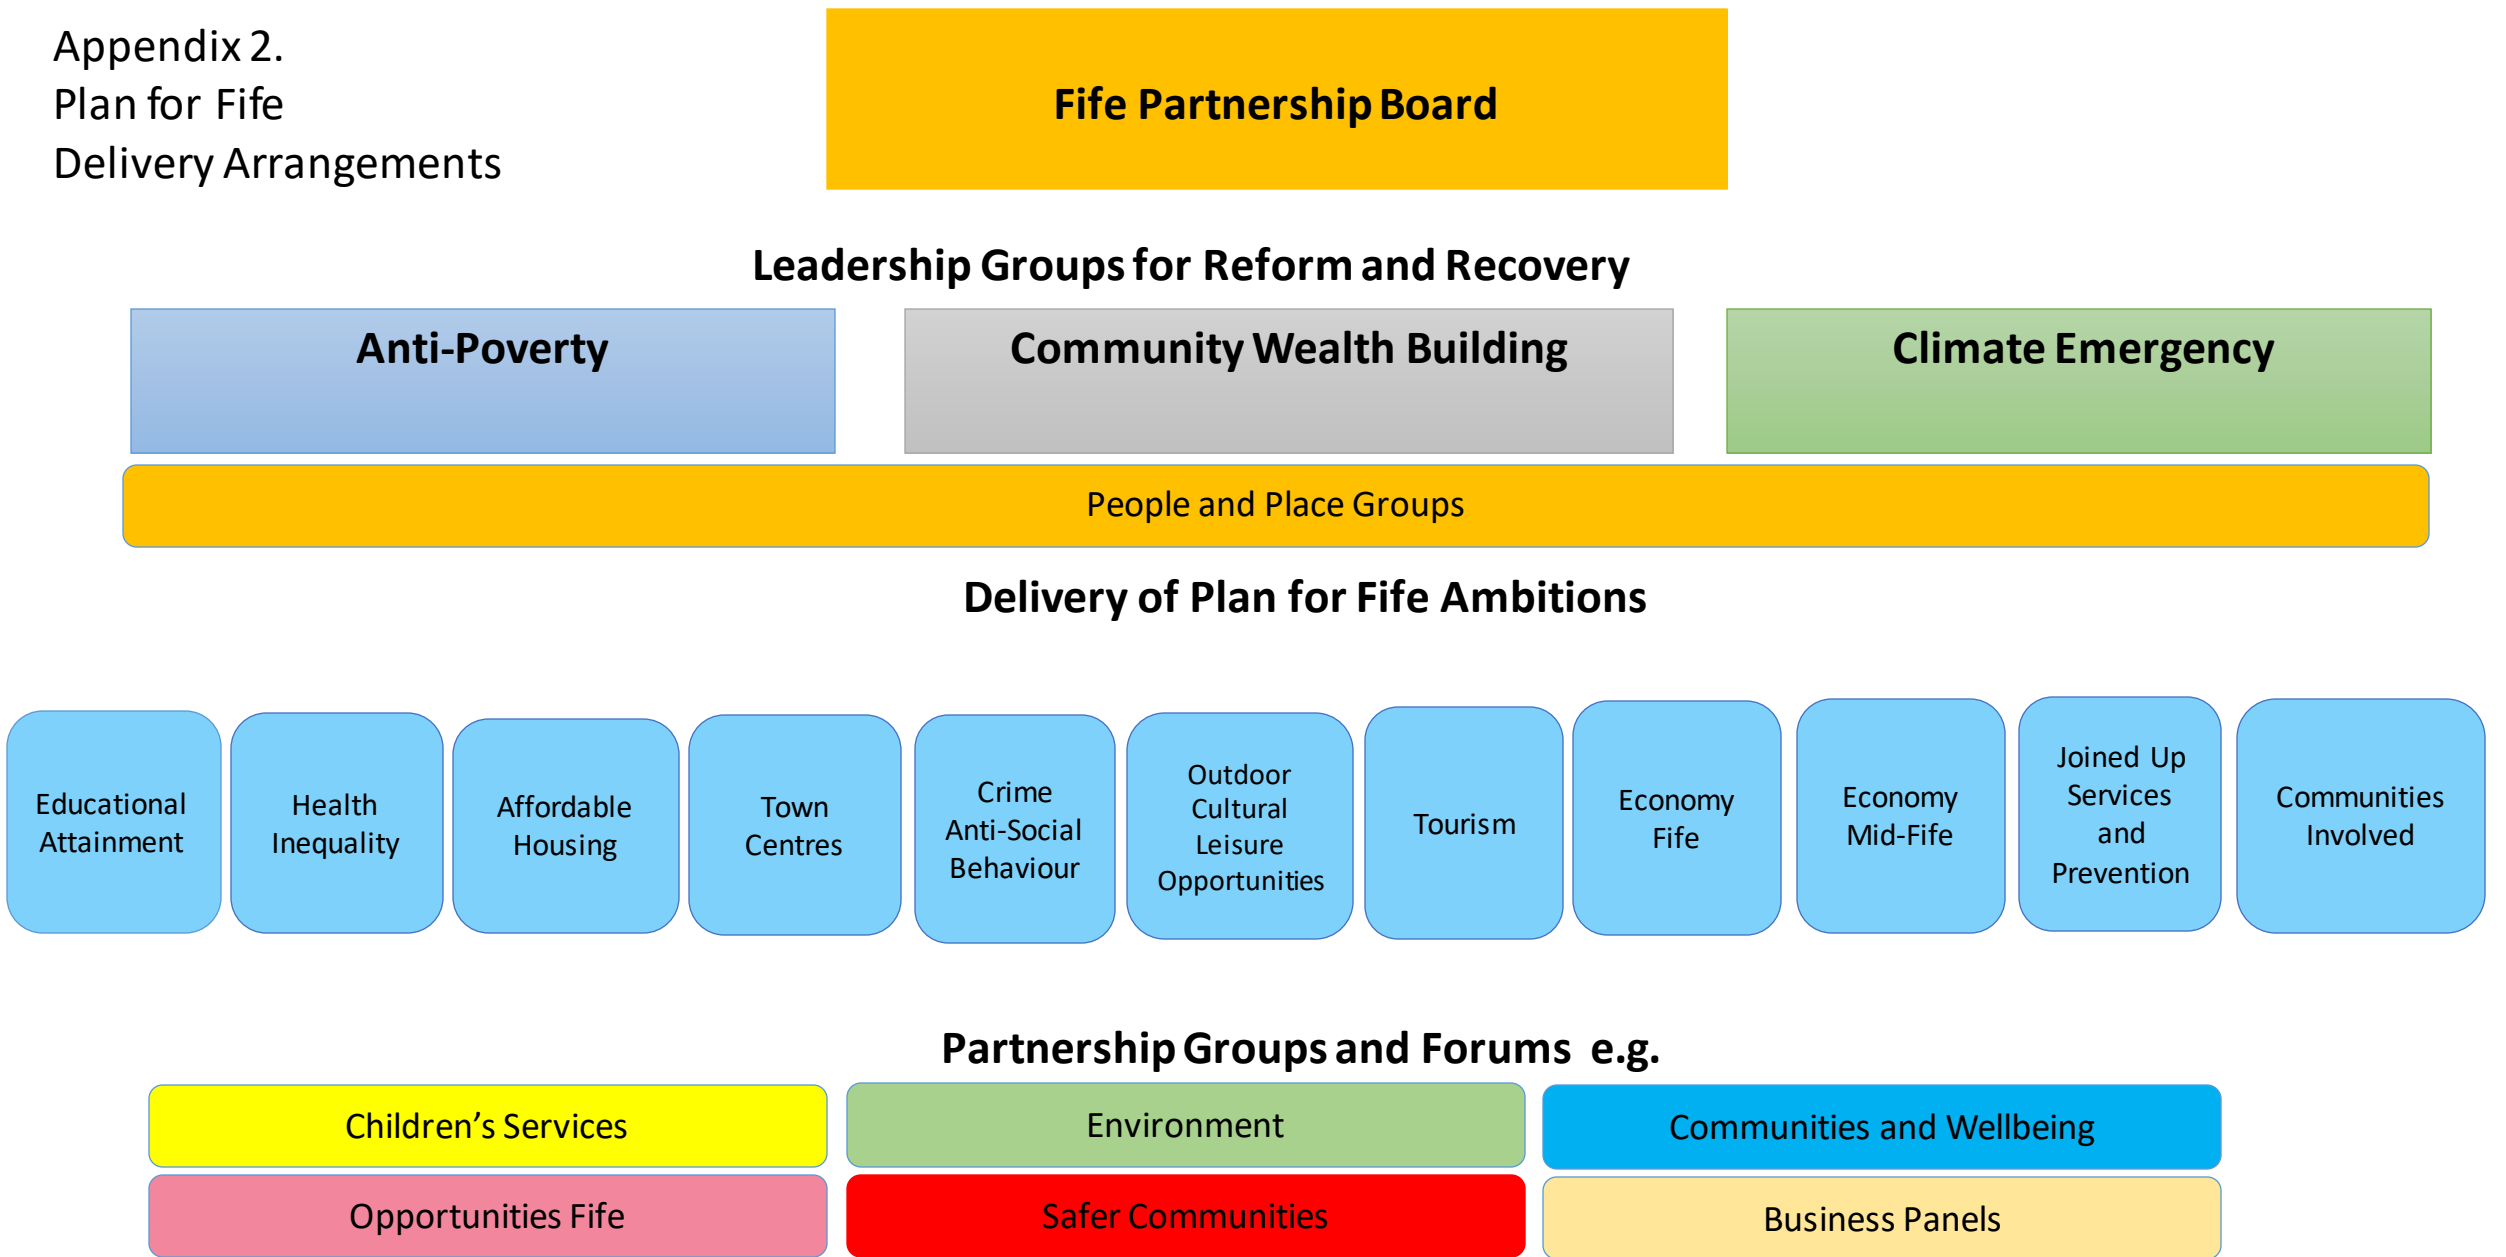 Appendix 2.
Plan for Fife
Delivery Arrangements
Fife Partnership Board
Leadership Groups for Reform and Recovery
Anti-Poverty
Community Wealth Building
Climate Emergency
People and Place Groups
Delivery of Plan for Fife Ambitions
Educational
Attainment
Health
Inequality
Affordable
Housing
Town
Centres
Crime
Anti-Social
Behaviour
Outdoor
Cultural
Leisure
Opportunities
Tourism
Economy
Fife
Economy
Mid-Fife
Joined Up
Services
and
Prevention
Communities
Involved
Partnership Groups and Forums e.g.
Children’s Services
Environment
Communities and Wellbeing
Opportunities Fife
Safer Communities
Business Panels